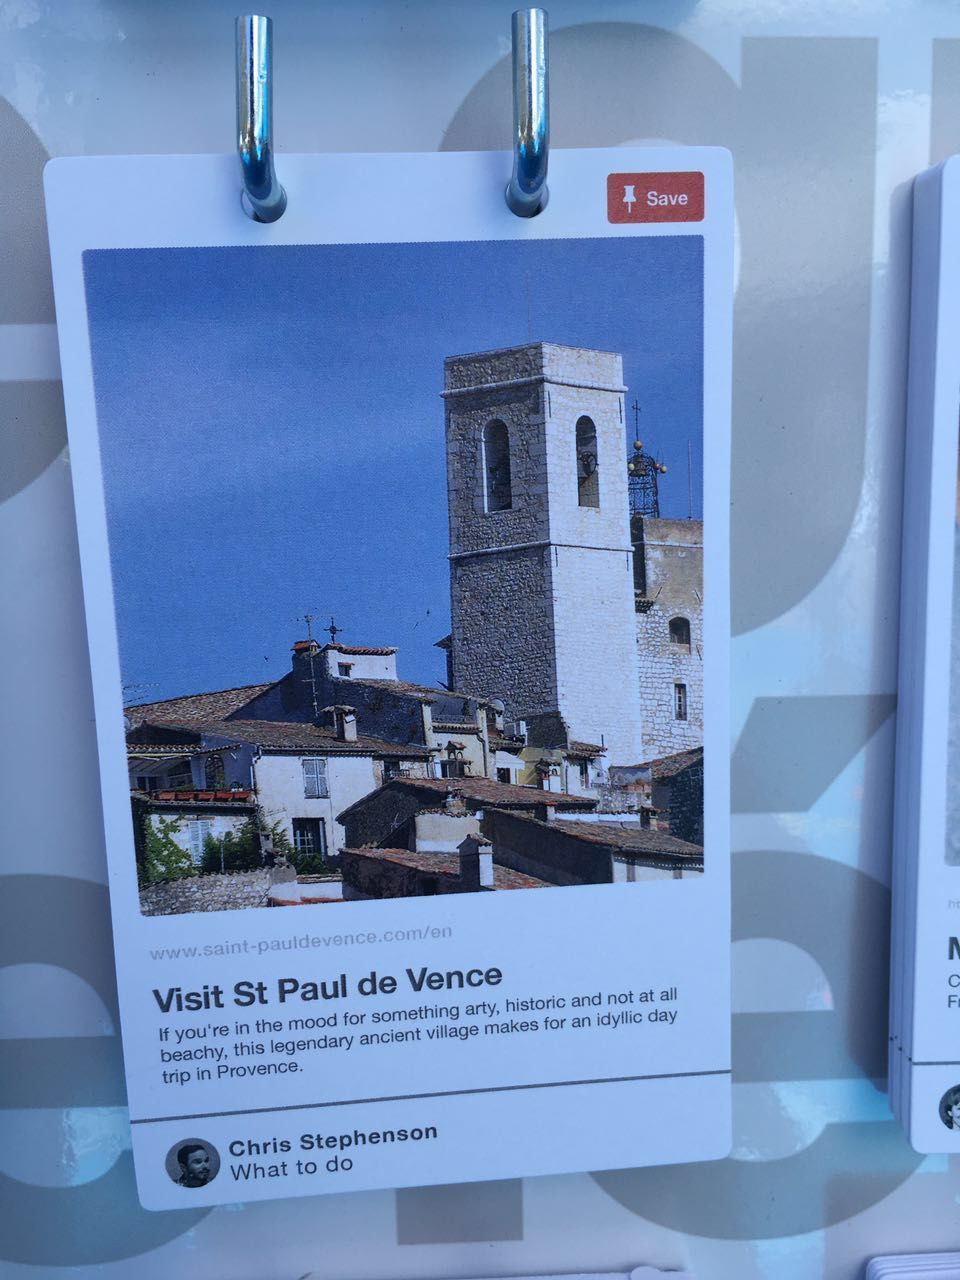 Save
www.saint-pauldevence.com/en
Visit St Paul de Vence
If you're in the mood for something arty, historic and not at all
beachy, this legendary ancient village makes for an idyllic day
trip in Provence.
Chris Stephenson
What to do